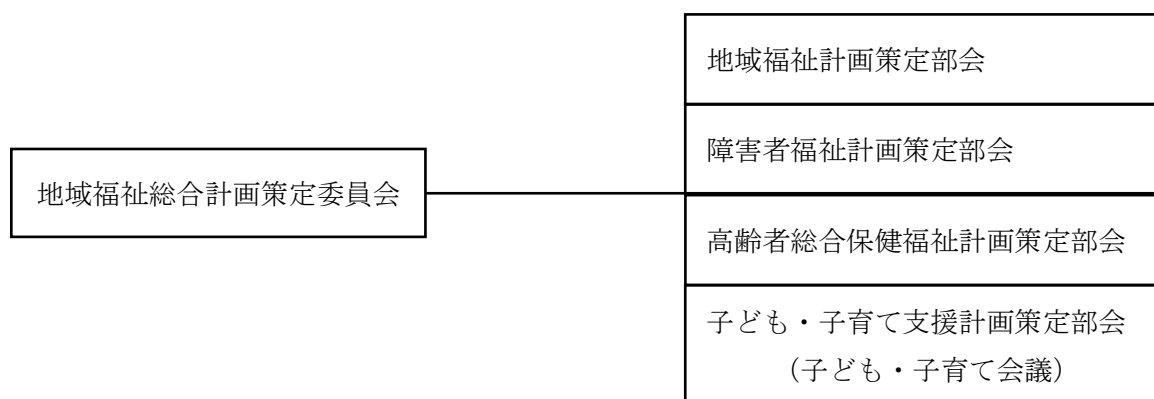 地域福祉総合計画策定委員会
地域福祉計画策定部会
障害者福祉計画策定部会
高齢者総合保健福祉計画策定部会
子ども・子育て支援計画策定部会
（子ども・子育て会議）